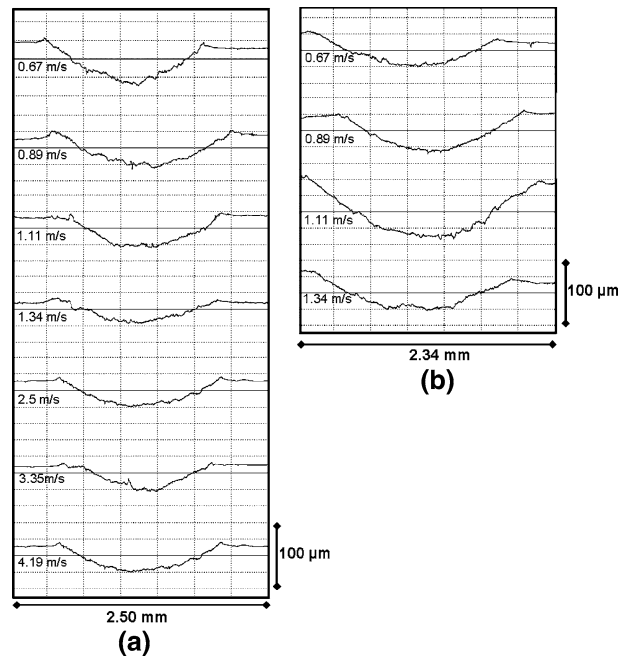 0.67 m/s
0.89 m/s
1.11 m/s
1.34 m/s
2.5 m/s
3.35m/s
4.19 m/s
100 µm
2.50 mm
(a)
0.67 m/s
0.89 m/s
1.11 m/s
1.34 m/s
100 µm
2.34 mm
(b)